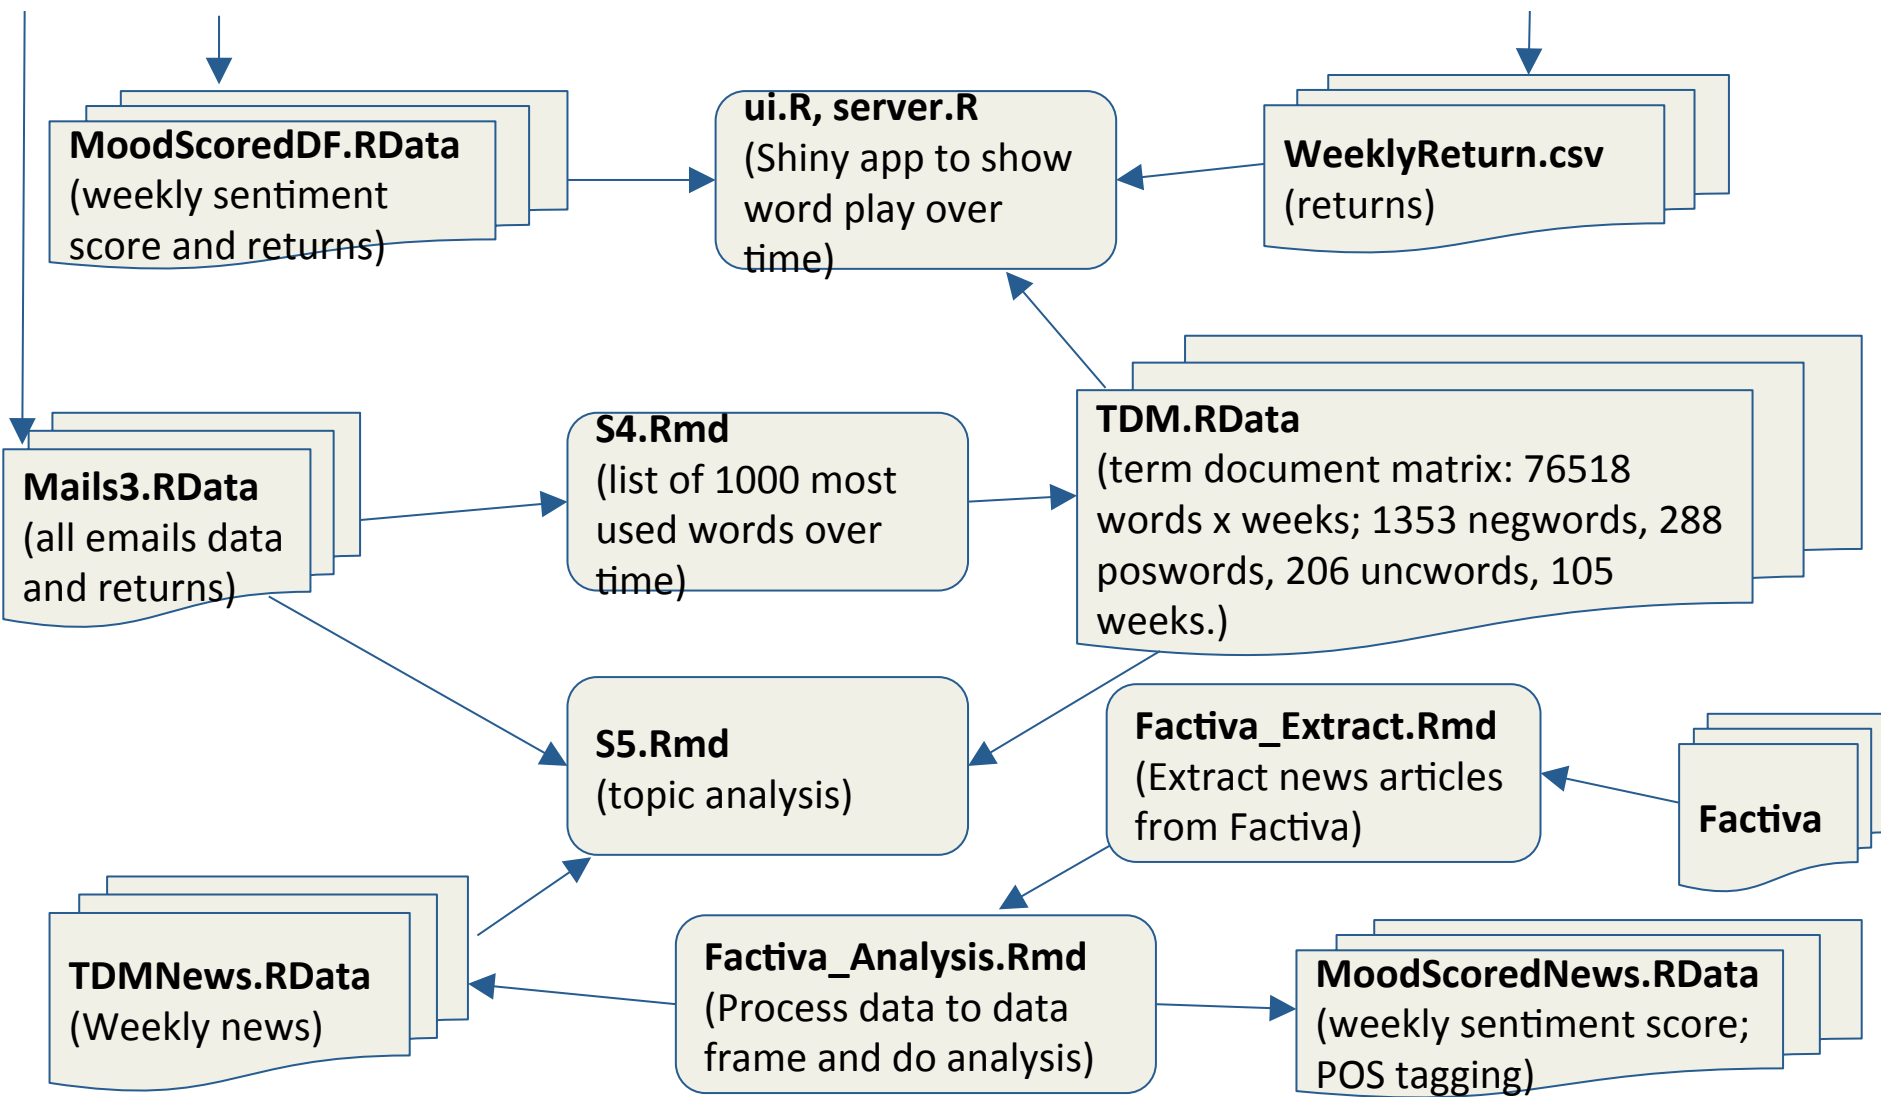 MoodScoredDF.RData
(weekly sentiment
score and returns)
ui.R, server.R
(Shiny app to show
word play over
time)
WeeklyReturn.csv
(returns)
Mails3.RData
(all emails data
and returns)
S4.Rmd
(list of 1000 most
used words over
time)
TDM.RData
(term document matrix: 76518
words x weeks; 1353 negwords, 288
poswords, 206 uncwords, 105
weeks.)
S5.Rmd
(topic analysis)
Factiva_Extract.Rmd
(Extract news articles
from Factiva)
Factiva
TDMNews.RData
(Weekly news)
Factiva_Analysis.Rmd
(Process data to data
frame and do analysis)
MoodScoredNews.RData
(weekly sentiment score;
POS tagging)